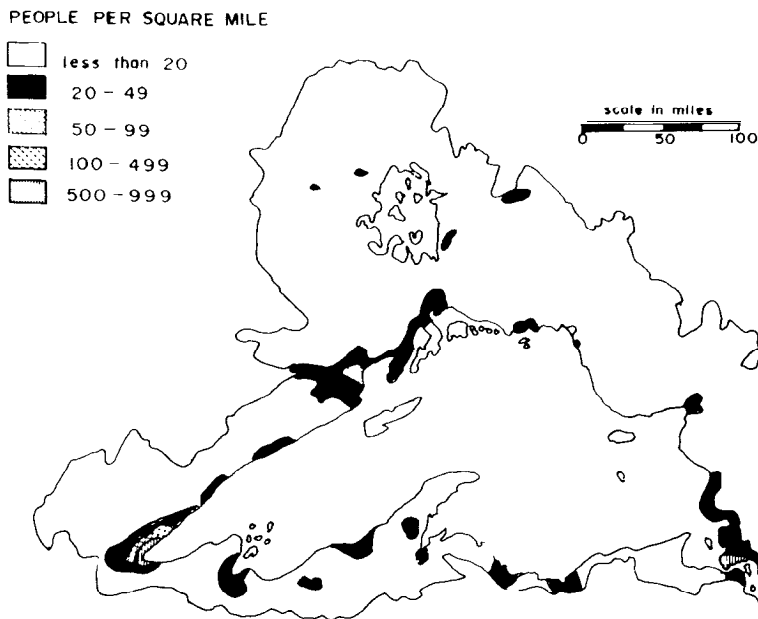 PEOPLE PER SQUARE MILE
less than 20
20 - 49
50 - 99
100 - 499
500 - 999
scale in miles
0 50 100